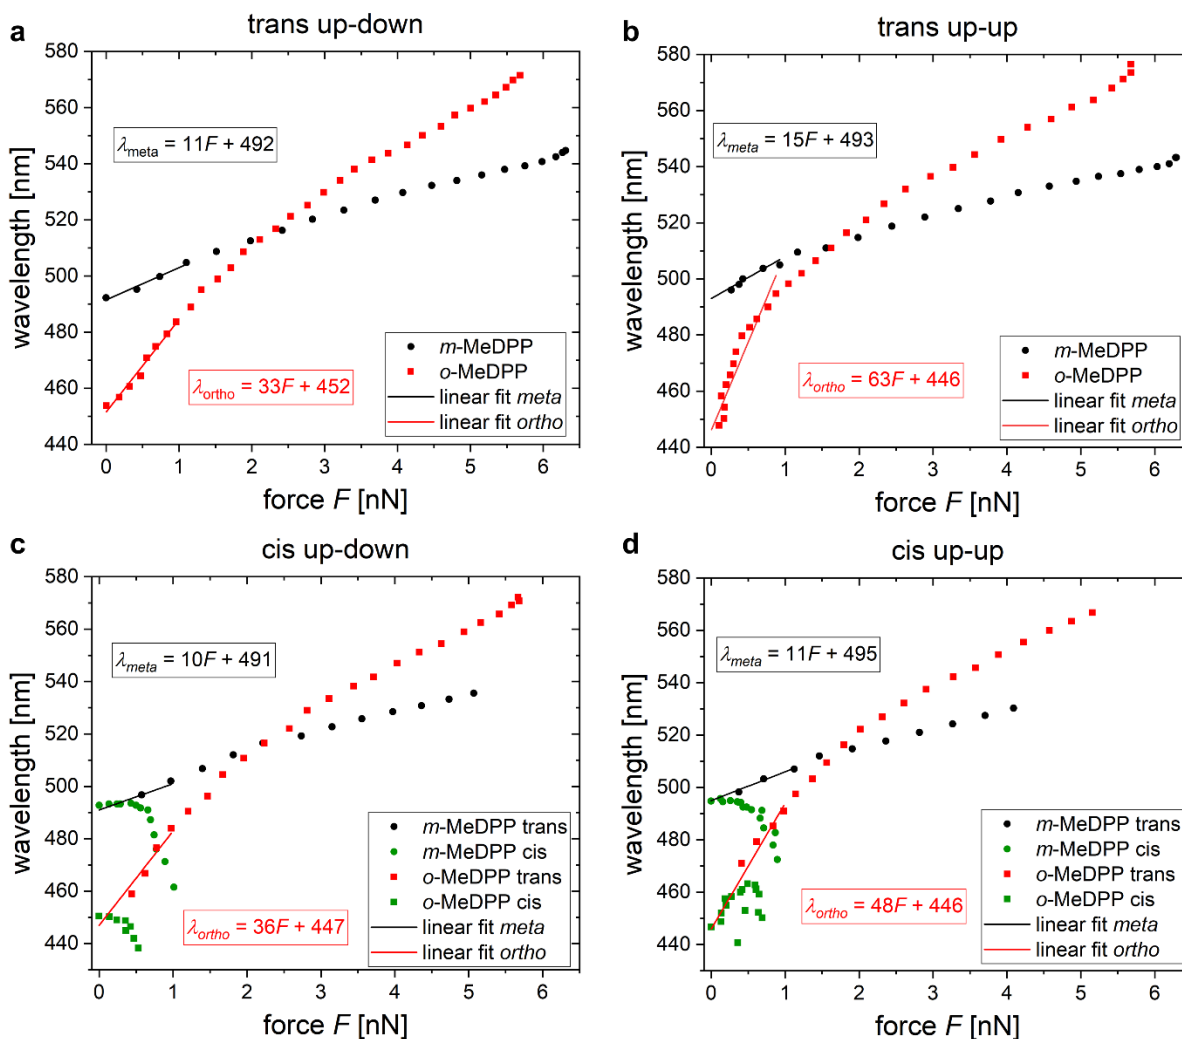 a
trans up-down
580
560
540
520
500
480
460
440
0
1
2
3
4
5
6
wavelength [nm]
force F [nN]
λmeta = 11F + 492
λortho = 33F + 452
m-MeDPP
o-MeDPP
linear fit meta
linear fit ortho
b
trans up-up
580
560
540
520
500
480
460
440
0
1
2
3
4
5
6
wavelength [nm]
force F [nN]
λmeta = 15F + 493
λortho = 63F + 446
m-MeDPP
o-MeDPP
linear fit meta
linear fit ortho
c
cis up-down
580
560
540
520
500
480
460
440
0
1
2
3
4
5
6
wavelength [nm]
force F [nN]
λmeta = 10F + 491
λortho = 36F + 447
m-MeDPP trans
m-MeDPP cis
o-MeDPP trans
o-MeDPP cis
linear fit meta
linear fit ortho
d
cis up-up
580
560
540
520
500
480
460
440
0
1
2
3
4
5
6
wavelength [nm]
force F [nN]
λmeta = 11F + 495
λortho = 48F + 446
m-MeDPP trans
m-MeDPP cis
o-MeDPP trans
o-MeDPP cis
linear fit meta
linear fit ortho